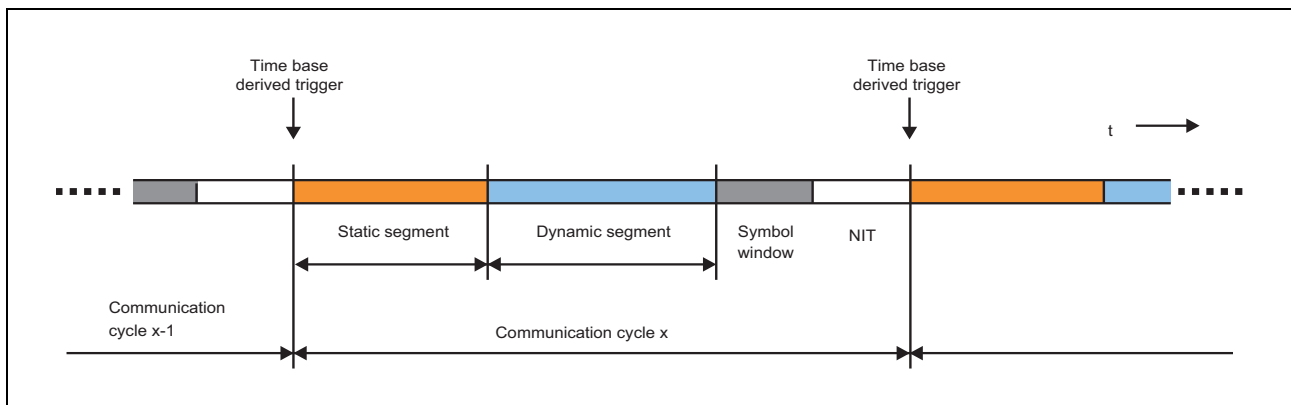 Time base
derived trigger
Time base
derived trigger
t
Static segment
Dynamic segment
Symbol
window
NIT
Communication
cycle x-1
Communication cycle x